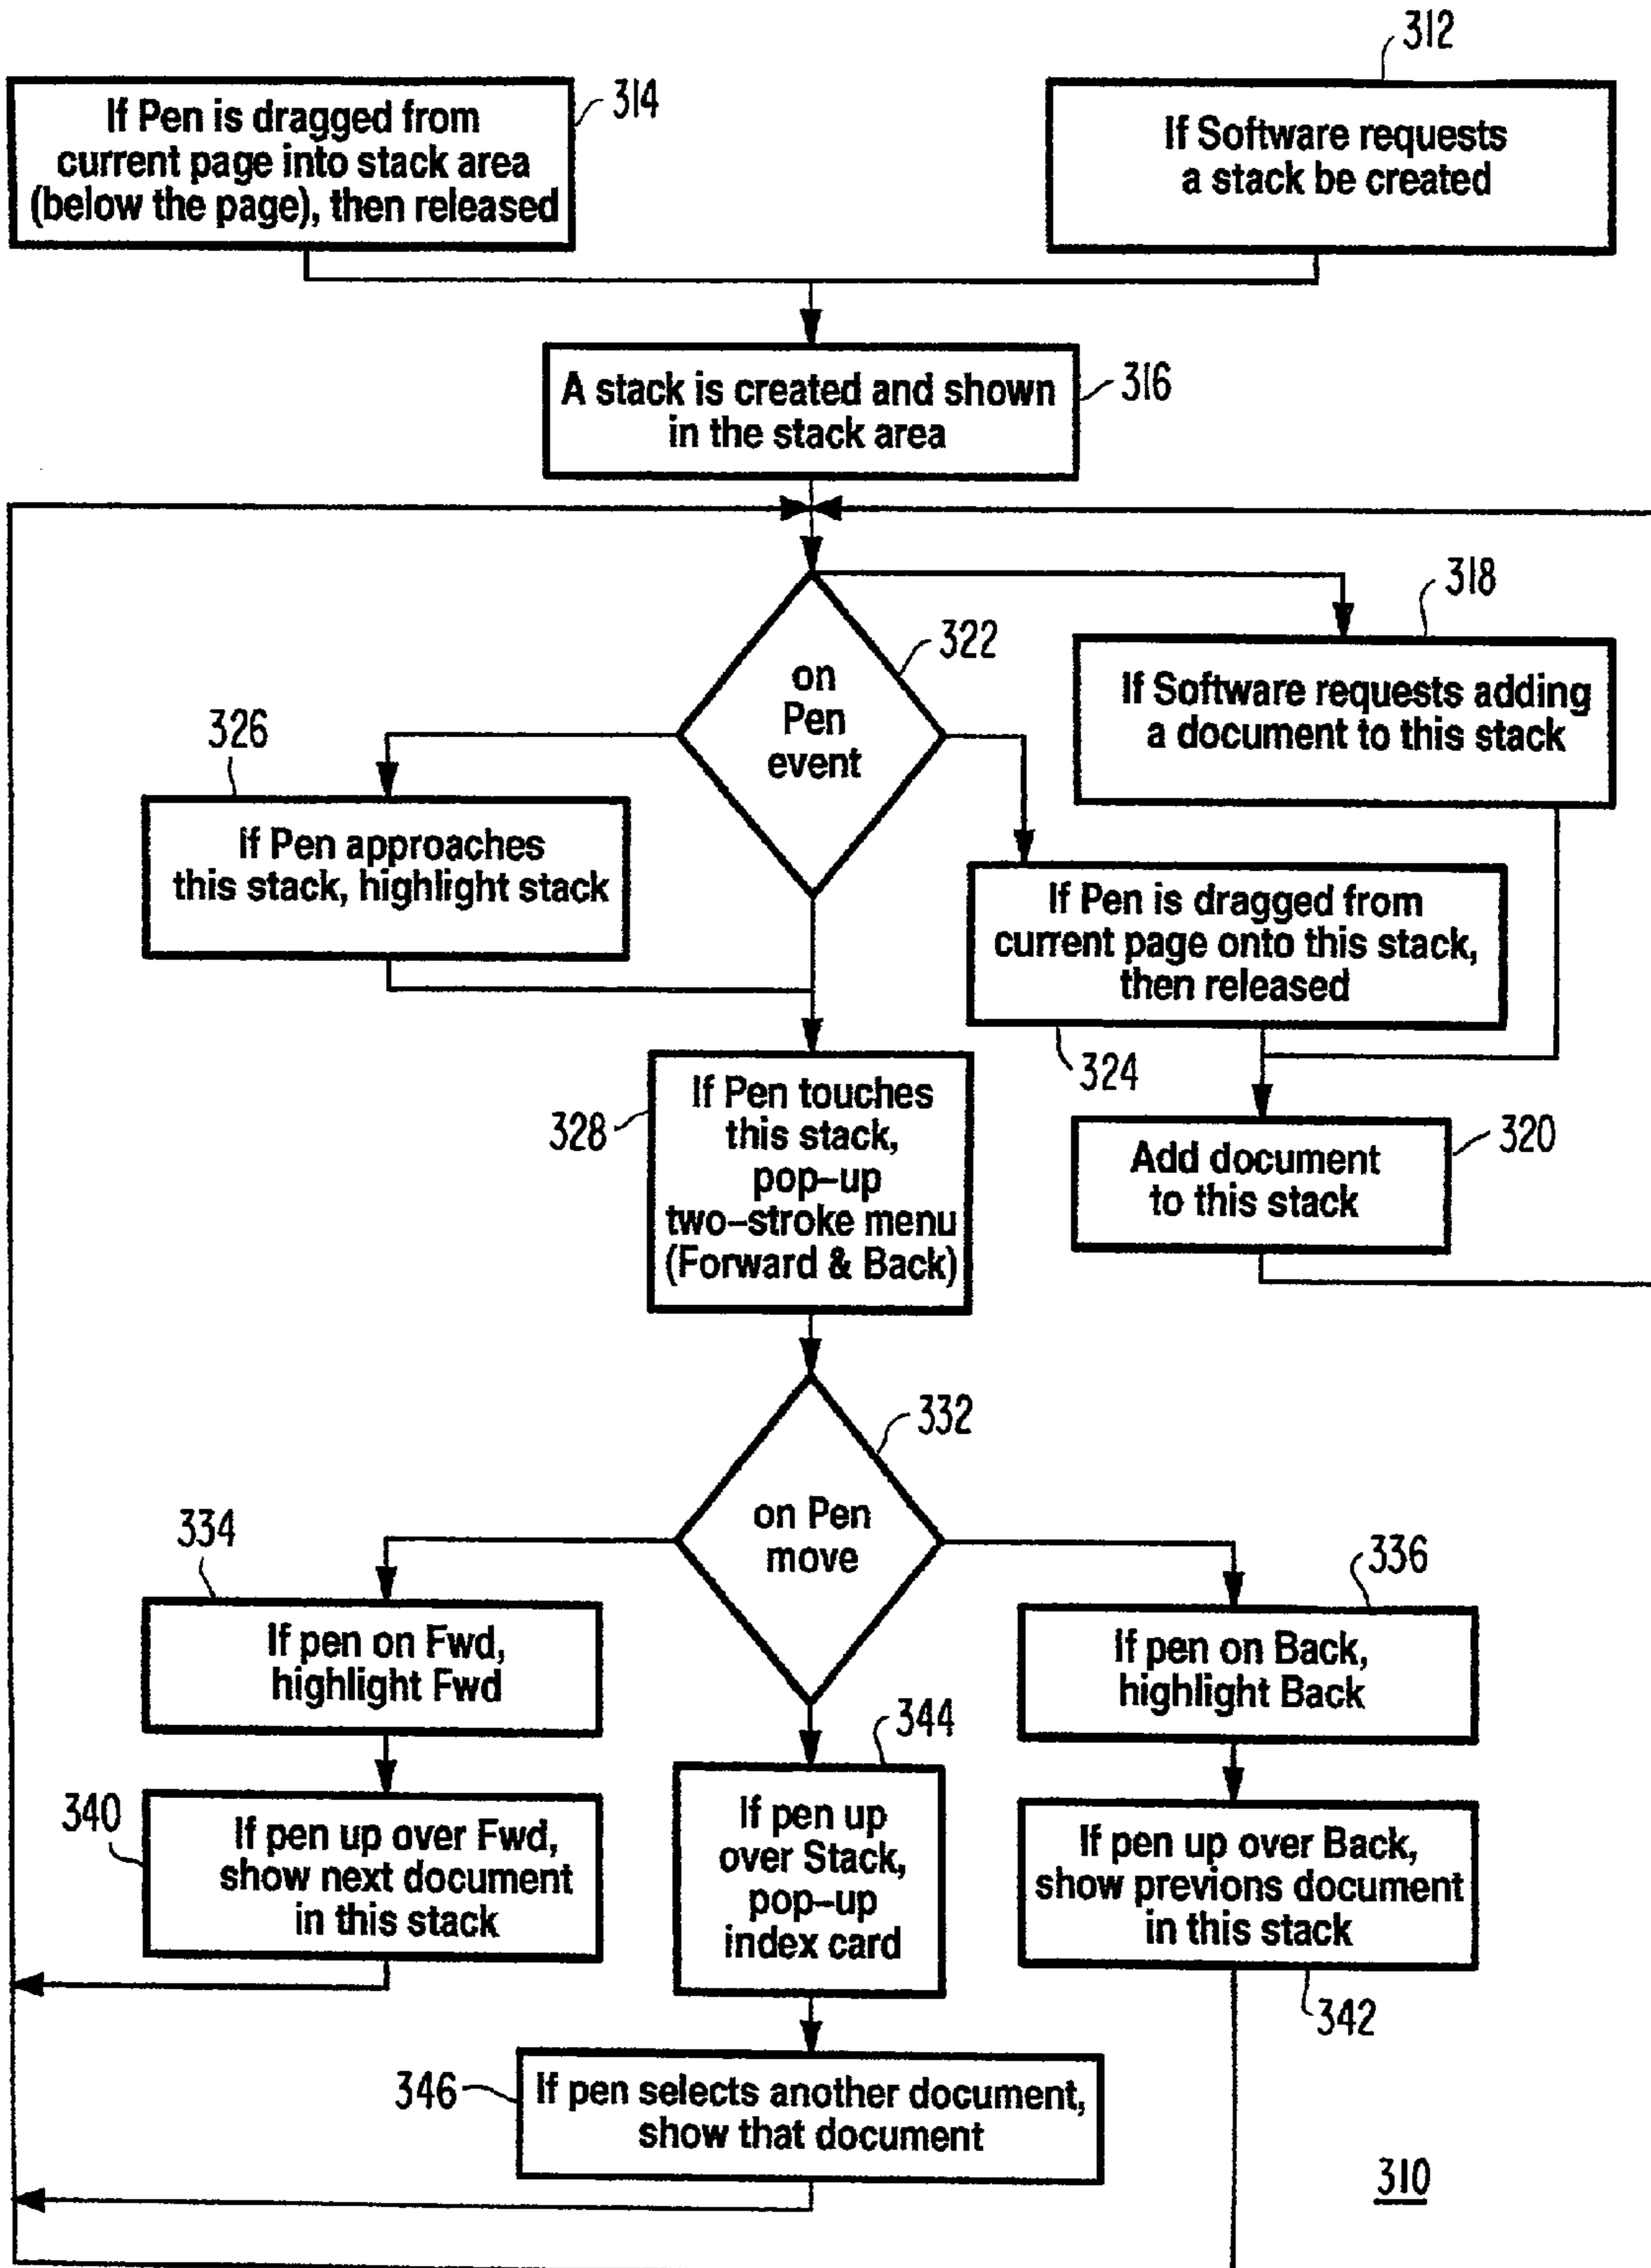 312
314
If Pen is dragged from
current page into stack area
(below the page), then released
If Software requests
a stack be created
A stack is created and shown
in the stack area
316
318
322
on
Pen
event
If Software requests adding
a document to this stack
326
If Pen approaches
this stack, highlight stack
If Pen is dragged from
current page onto this stack,
then released
324
328
If Pen touches
this stack,
pop-up
two-stroke menu
(Forward & Back)
320
Add document
to this stack
332
on Pen
move
334
If pen on Fwd,
highlight Fwd
336
If pen on Back,
highlight Back
344
340
If pen up over Fwd,
show next document
in this stack
If pen up
over Stack,
pop-up
index card
If pen up over Back,
show previons document
in this stack
342
346
If pen selects another document,
show that document
310